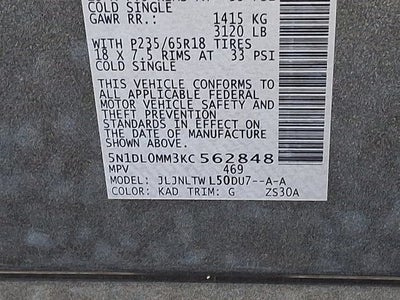 COLD SINGLE
GAWR RR.: 1415 KG
3120 LB
WITH P235/65R18 TIRES
18 X 7.5 RIMS AT 33 PSI
COLD SINGLE
THIS VEHICLE CONFORMS TO
ALL APPLICABLE FEDERAL
MOTOR VEHICLE SAFETY AND
THEFT PREVENTION
STANDARDS IN EFFECT ON
THE DATE OF MANUFACTURE
SHOWN ABOVE.
5N1DL0MM3KC562848
MPV 469
MODEL: JLJNLTWL50DU7--A-A
COLOR: KAD TRIM: G ZS30A